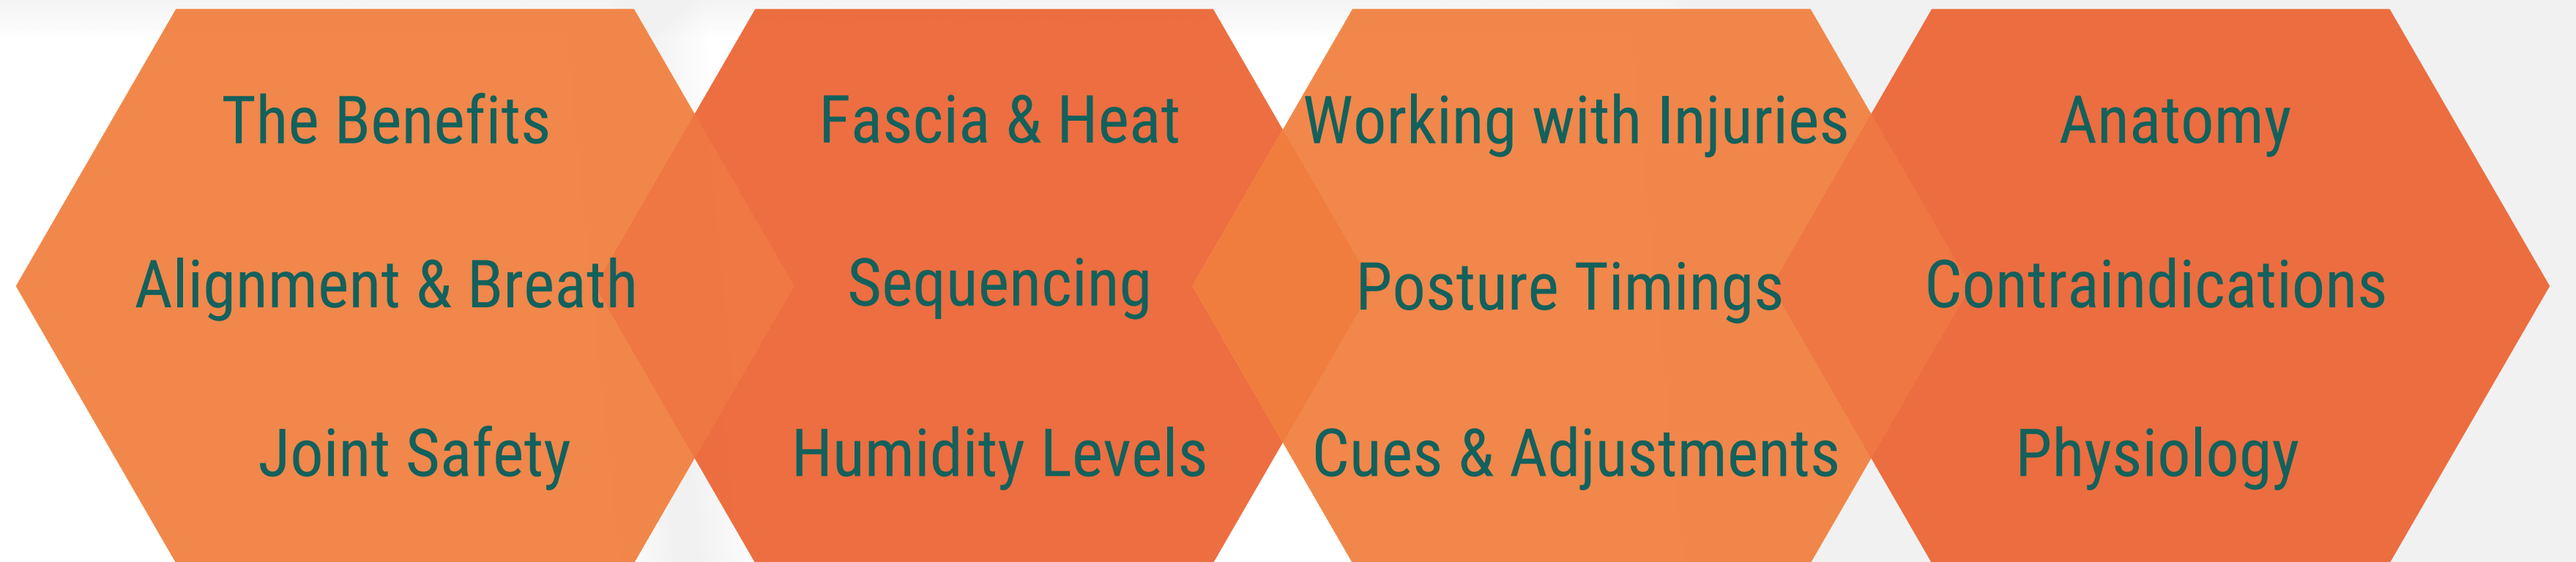 The Benefits
Alignment & Breath
Joint Safety
Fascia & Heat
Sequencing
Humidity Levels
Working with Injuries
Posture Timings
Cues & Adjustments
Anatomy
Contraindications
Physiology